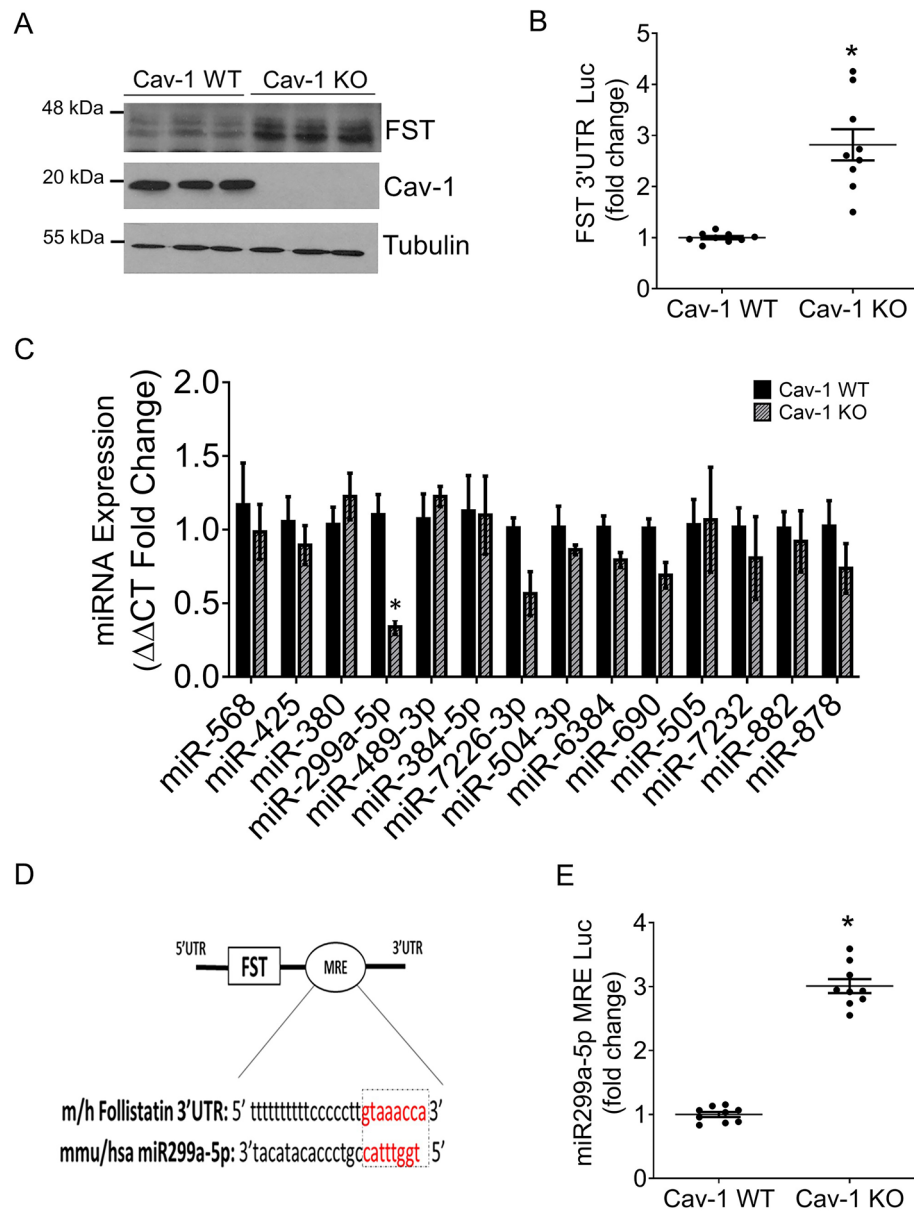 A
Cav-1 WT Cav-1 KO
48 kDa
FST
20 kDa
Cav-1
55 kDa
Tubulin
B
FST 3'UTR Luc
(fold change)
5
4
3
2
1
0
*
Cav-1 WT Cav-1 KO
C
miRNA Expression
(ΔΔCT Fold Change)
2.0
1.5
1.0
0.5
0.0
*
Cav-1 WT
Cav-1 KO
miR-568
miR-425
miR-380
miR-299a-5p
miR-489-3p
miR-384-5p
miR-7226-3p
miR-504-3p
miR-6384
miR-690
miR-505
miR-7232
miR-882
miR-878
D
5'UTR
FST
MRE
3'UTR
m/h Follistatin 3'UTR: 5' ttttttttttcccccttgtaaacca 3'
mmu/hsa miR299a-5p: 3'tacatacaccctgccatttggt 5'
E
miR299a-5p MRE Luc
(fold change)
4
3
2
1
0
*
Cav-1 WT Cav-1 KO